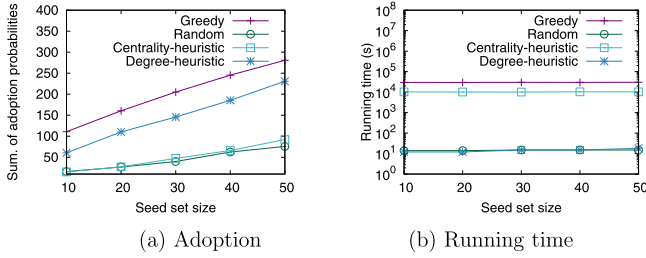 Sum. of adoption probabilities
400
350
300
250
200
150
100
50
10 20 30 40 50
Seed set size
Greedy
Random
Centrality-heuristic
Degree-heuristic
(a) Adoption
Running time (s)
10^8
10^7
10^6
10^5
10^4
10^3
10^2
10^1
10^0
10 20 30 40 50
Seed set size
Greedy
Random
Centrality-heuristic
Degree-heuristic
(b) Running time